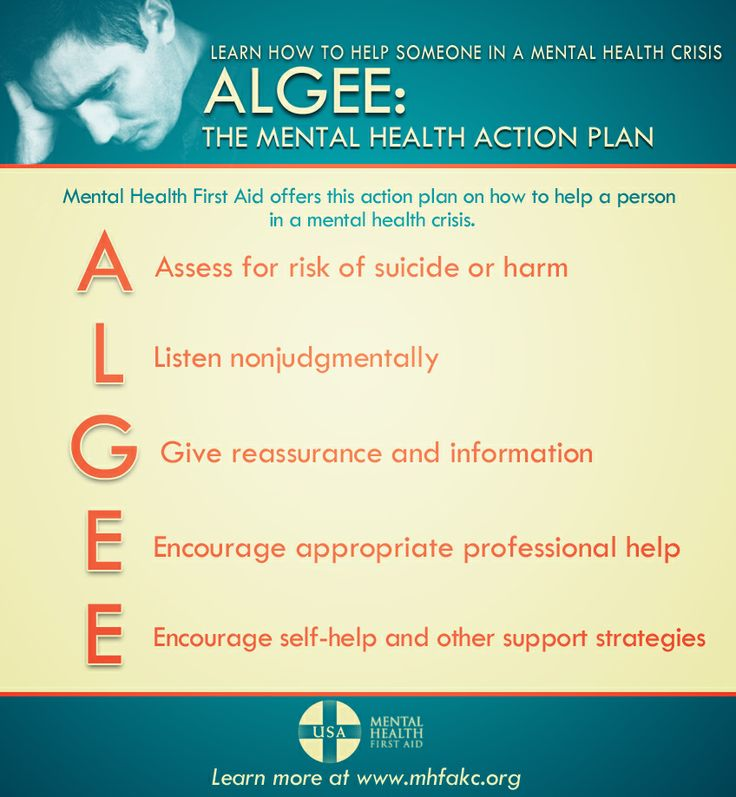 LEARN HOW TO HELP SOMEONE IN A MENTAL HEALTH CRISIS
ALGEE:
THE MENTAL HEALTH ACTION PLAN
Mental Health First Aid offers this action plan on how to help a person
in a mental health crisis.
A Assess for risk of suicide or harm
L Listen nonjudgmentally
G Give reassurance and information
E Encourage appropriate professional help
E Encourage self-help and other support strategies
USA
MENTAL
HEALTH
FIRST AID
Learn more at www.mhfakc.org